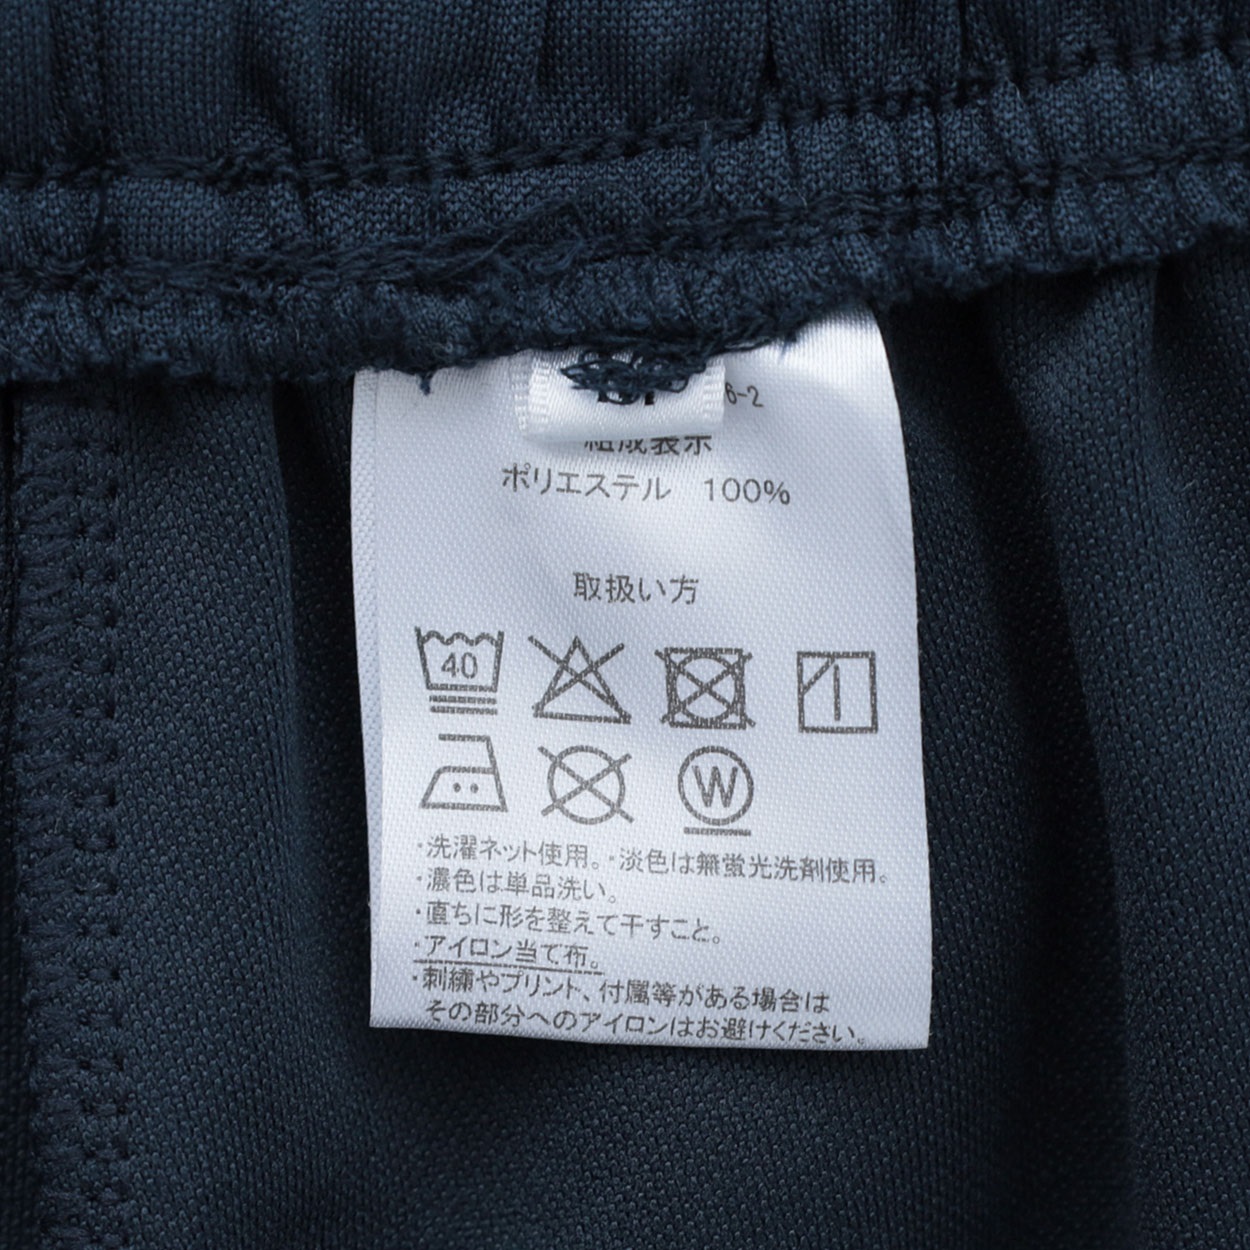 6-2
組成表示
ポリエステル 100%
取扱い方
40
W
・洗濯ネット使用。・淡色は無蛍光洗剤使用。
・濃色は単品洗い。
・直ちに形を整えて干すこと。
・アイロン当て布。
・刺繍やプリント、付属等がある場合は
その部分へのアイロンはお避けください。